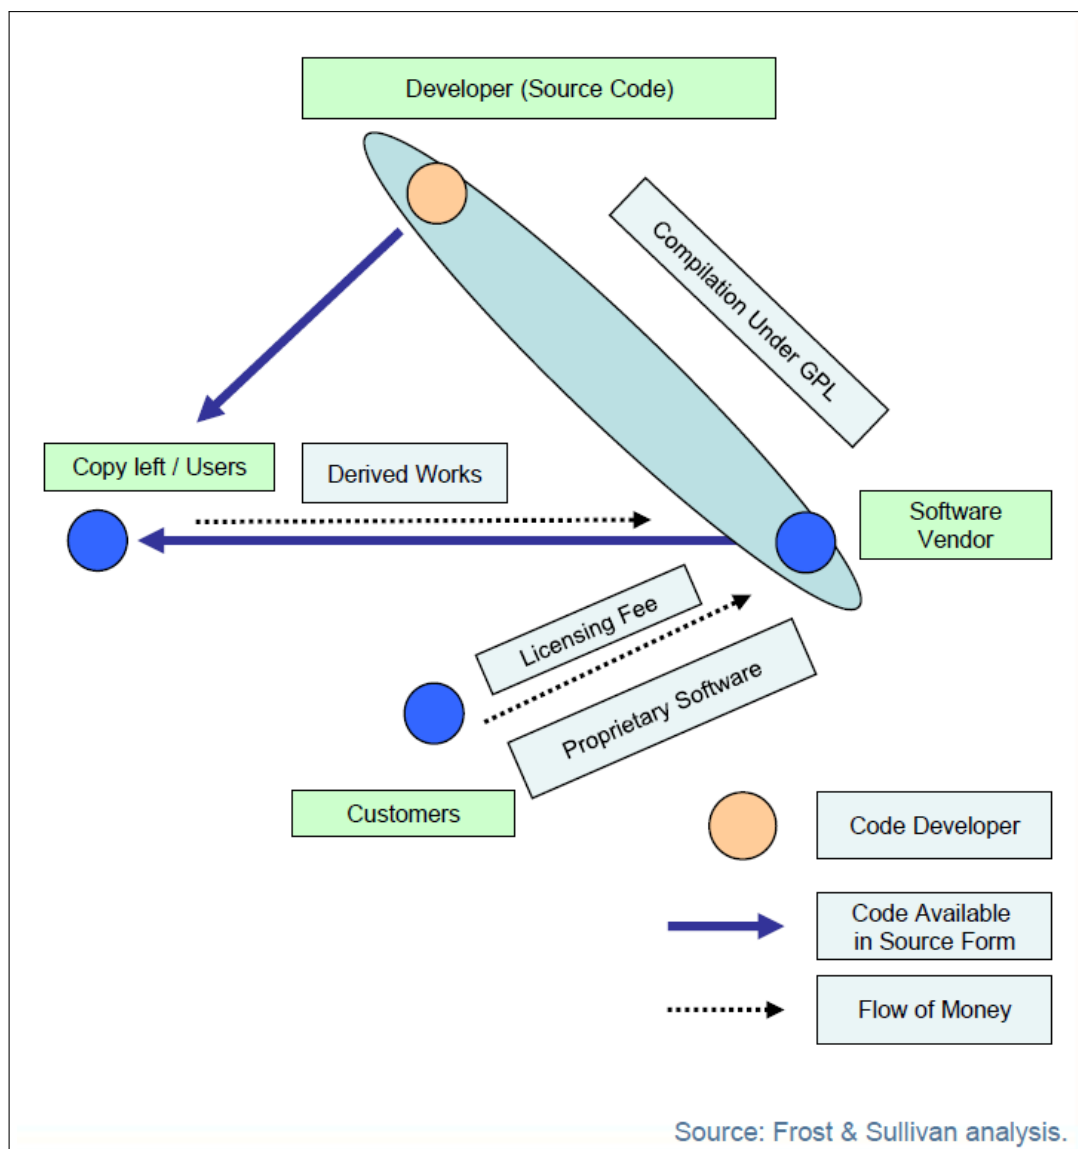 Developer (Source Code)
Compilation Under GPL
Copy left / Users
Derived Works
Software
Vendor
Licensing Fee
Proprietary Software
Customers
Code Developer
Code Available
in Source Form
Flow of Money
Source: Frost & Sullivan analysis.